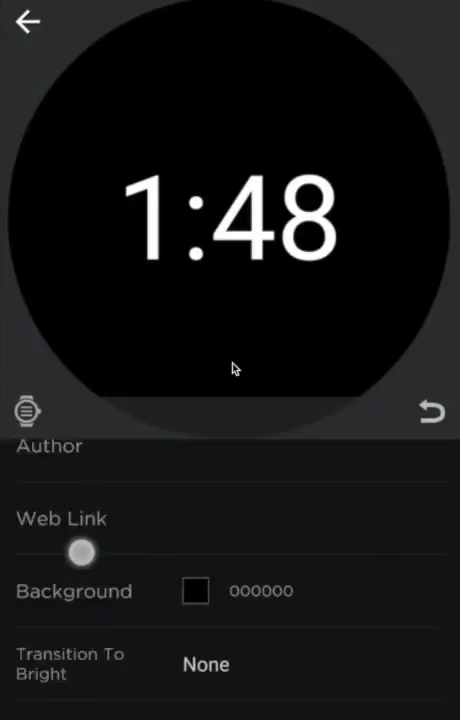 1:48
Author
Web Link
Background 000000
Transition To
Bright
None